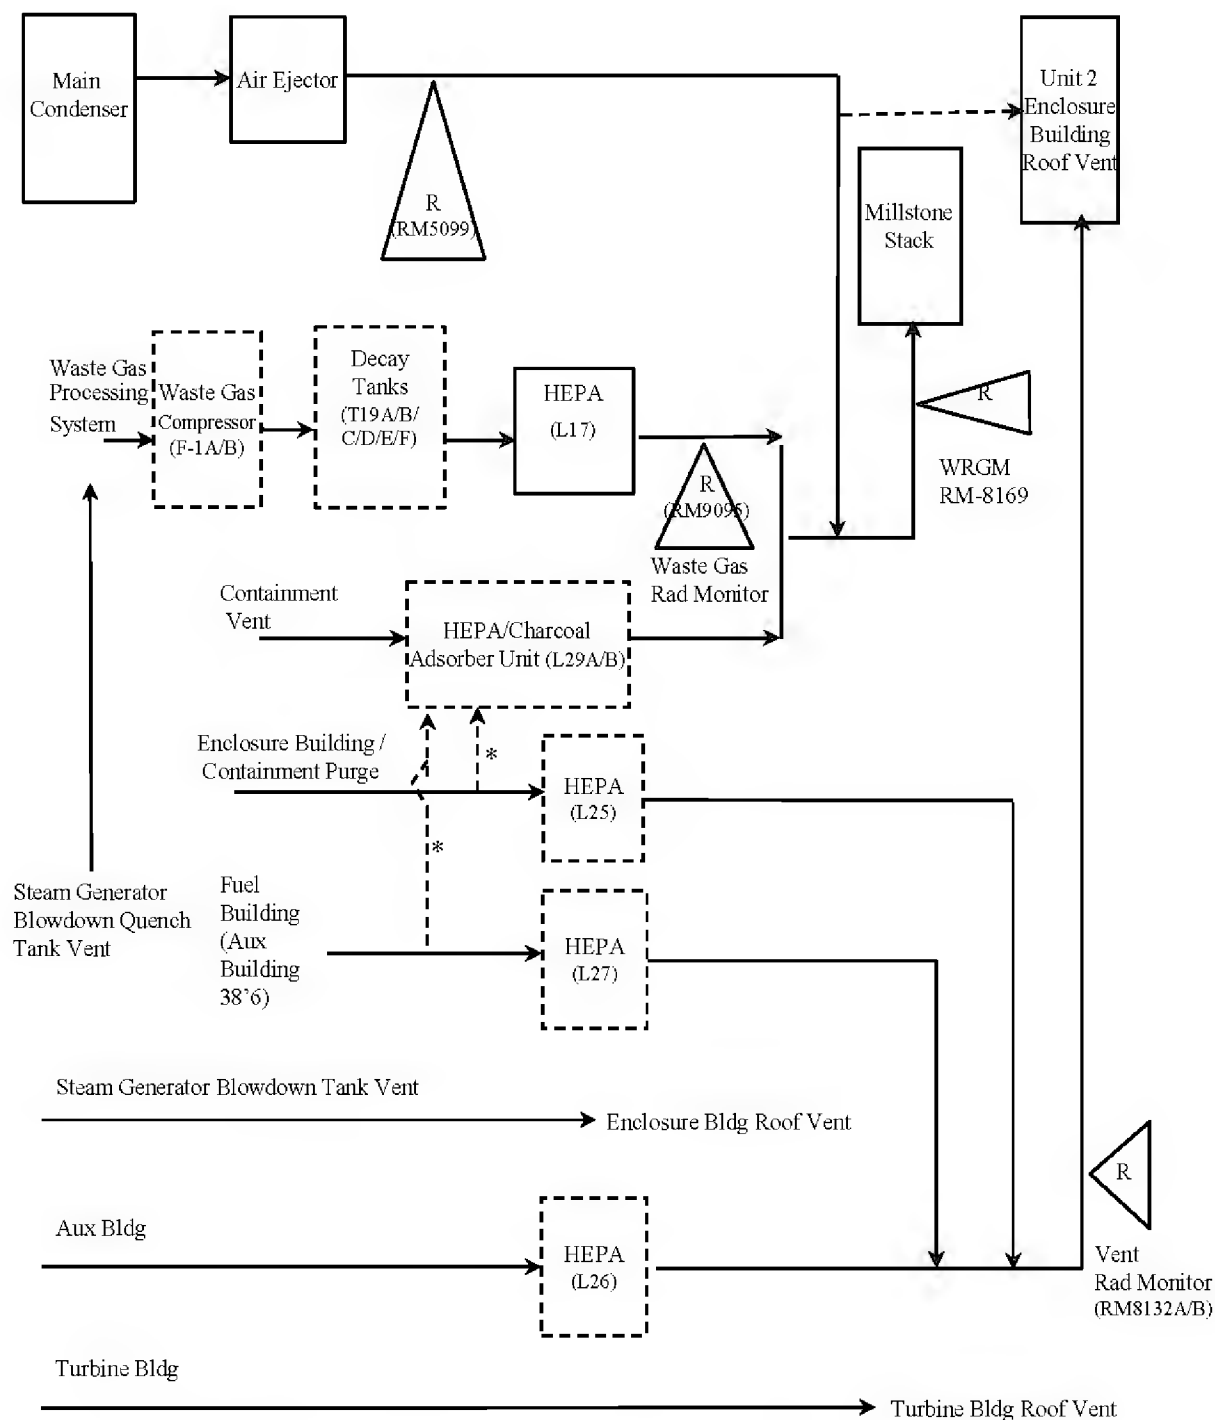 Main
Condenser
Air Ejector
Unit 2
Enclosure
Building
Roof Vent
R
(RM5099)
Millstone
Stack
Waste Gas
Processing
System
Waste Gas
Compressor
(F-1A/B)
Decay
Tanks
(T19A/B/
C/D/E/F)
HEPA
(L17)
R
(RM9095)
Waste Gas
Rad Monitor
R
WRGM
RM-8169
Containment
Vent
HEPA/Charcoal
Adsorber Unit (L29A/B)
Enclosure Building /
Containment Purge
*
HEPA
(L25)
*
Steam Generator
Blowdown Quench
Tank Vent
Fuel
Building
(Aux
Building
38’6)
HEPA
(L27)
Steam Generator Blowdown Tank Vent
Enclosure Bldg Roof Vent
R
Aux Bldg
HEPA
(L26)
Vent
Rad Monitor
(RM8132A/B)
Turbine Bldg
Turbine Bldg Roof Vent